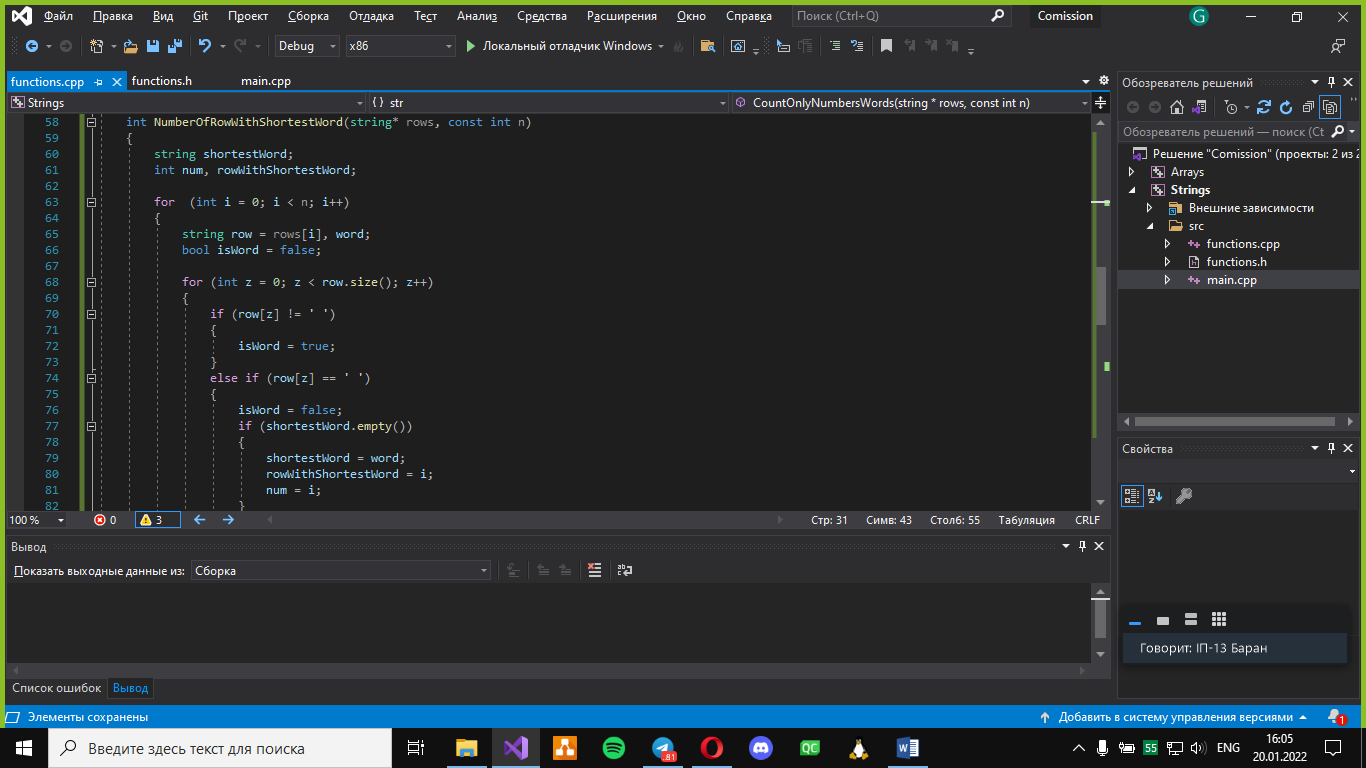 Файл Правка Вид Git Проект Сборка Отладка Тест Анализ Средства Расширения Окно Справка Поиск (Ctrl+Q) Comission G
Debug x86 Локальный отладчик Windows
functions.cpp functions.h main.cpp
Strings {} str CountOnlyNumbersWords(string * rows, const int n)
58 int NumberOfRowWithShortestWord(string* rows, const int n)
59 {
60 string shortestWord;
61 int num, rowWithShortestWord;
62
63 for (int i = 0; i < n; i++)
64 {
65 string row = rows[i], word;
66 bool isWord = false;
67
68 for (int z = 0; z < row.size(); z++)
69 {
70 if (row[z] != ' ')
71 {
72 isWord = true;
73 }
74 else if (row[z] == ' ')
75 {
76 isWord = false;
77 if (shortestWord.empty())
78 {
79 shortestWord = word;
80 rowWithShortestWord = i;
81 num = i;
82 }
100 % 0 3 Стр: 31 Симв: 43 Столб: 55 Табуляция CRLF
Вывод
Показать выходные данные из: Сборка
Список ошибок Вывод
Обозреватель решений
Обозреватель решений — поиск (Ct
Решение "Comission" (проекты: 2 из 2
Arrays
Strings
Внешние зависимости
src
functions.cpp
functions.h
main.cpp
Свойства
Говорит: ІП-13 Баран
Элементы сохранены Добавить в систему управления версиями 1
Введите здесь текст для поиска 81 QC W 55 ENG 16:05
20.01.2022